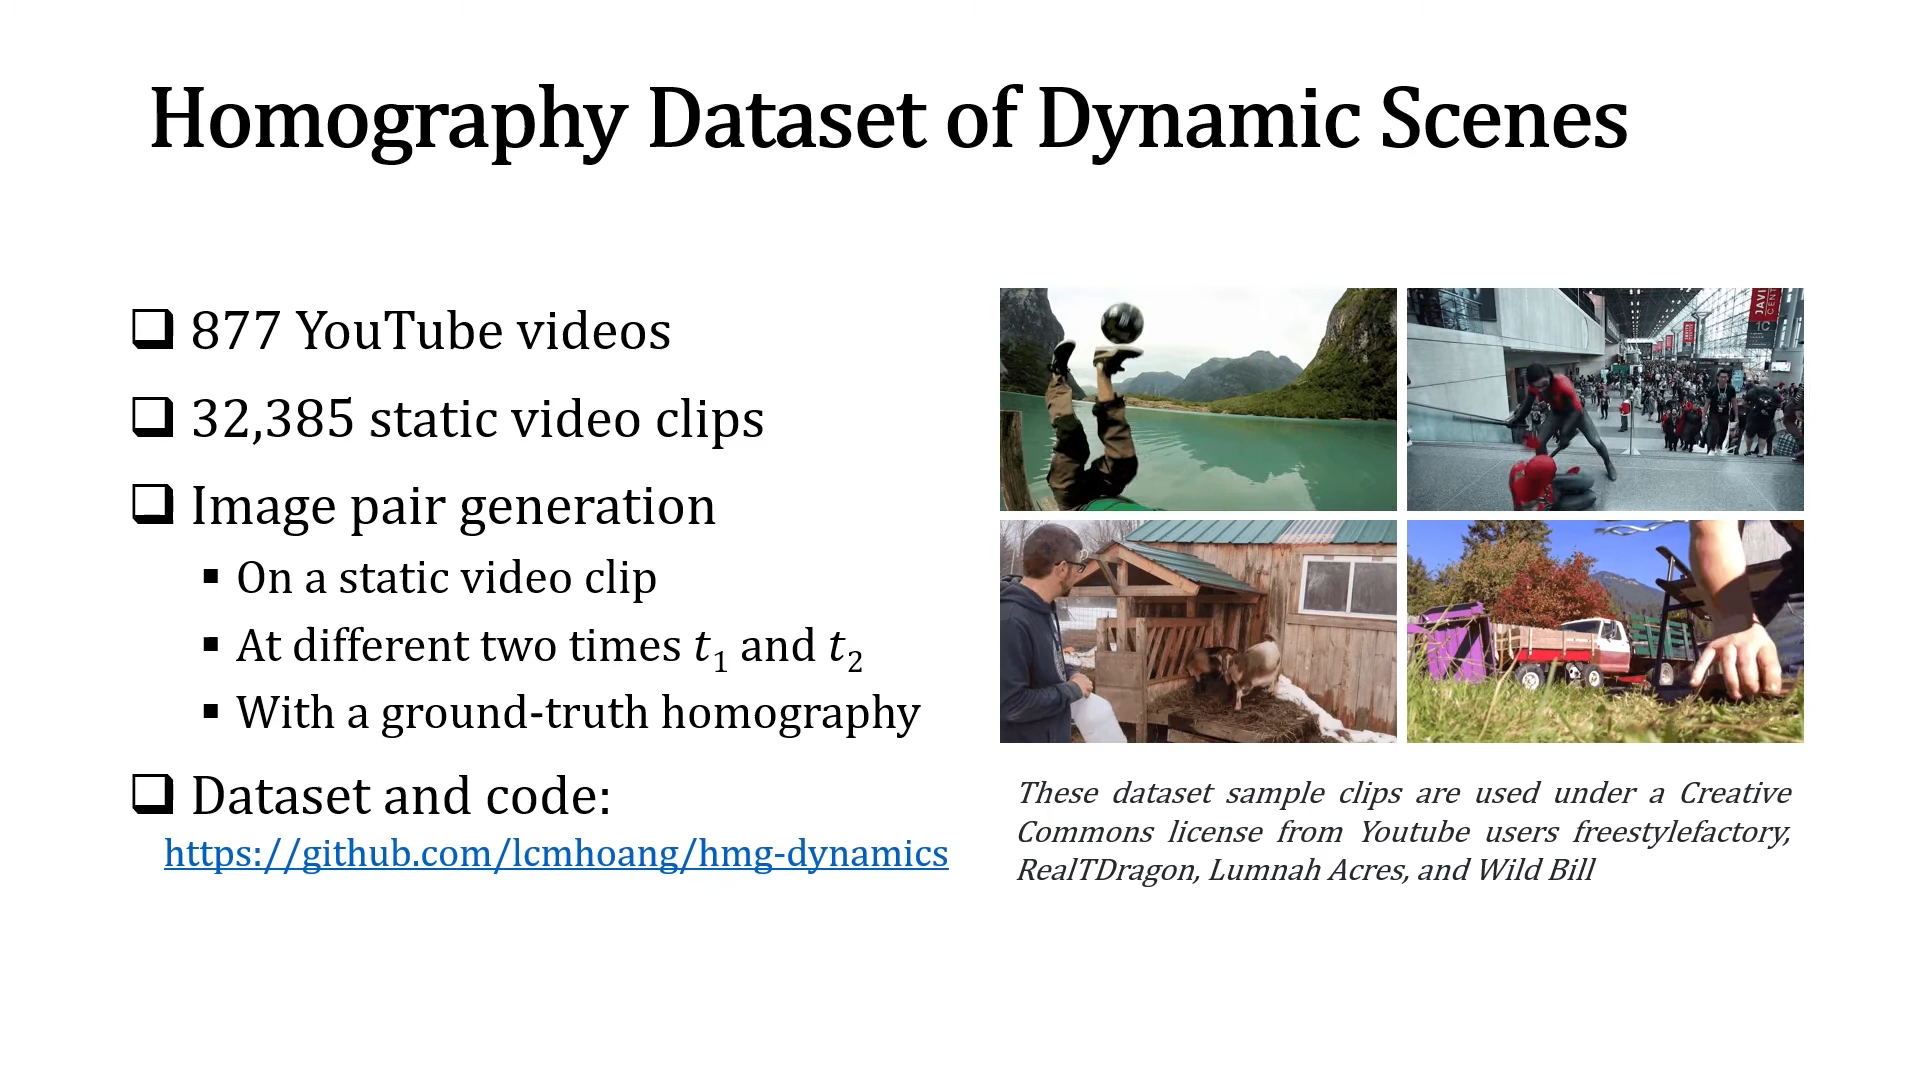 Homography Dataset of Dynamic Scenes
❑ 877 YouTube videos
❑ 32,385 static video clips
❑ Image pair generation
▪ On a static video clip
▪ At different two times t₁ and t₂
▪ With a ground-truth homography
❑ Dataset and code:
https://github.com/lcmhoang/hmg-dynamics
JAVI
CENT
1C
These dataset sample clips are used under a Creative
Commons license from Youtube users freestylefactory,
RealTDragon, Lumnah Acres, and Wild Bill